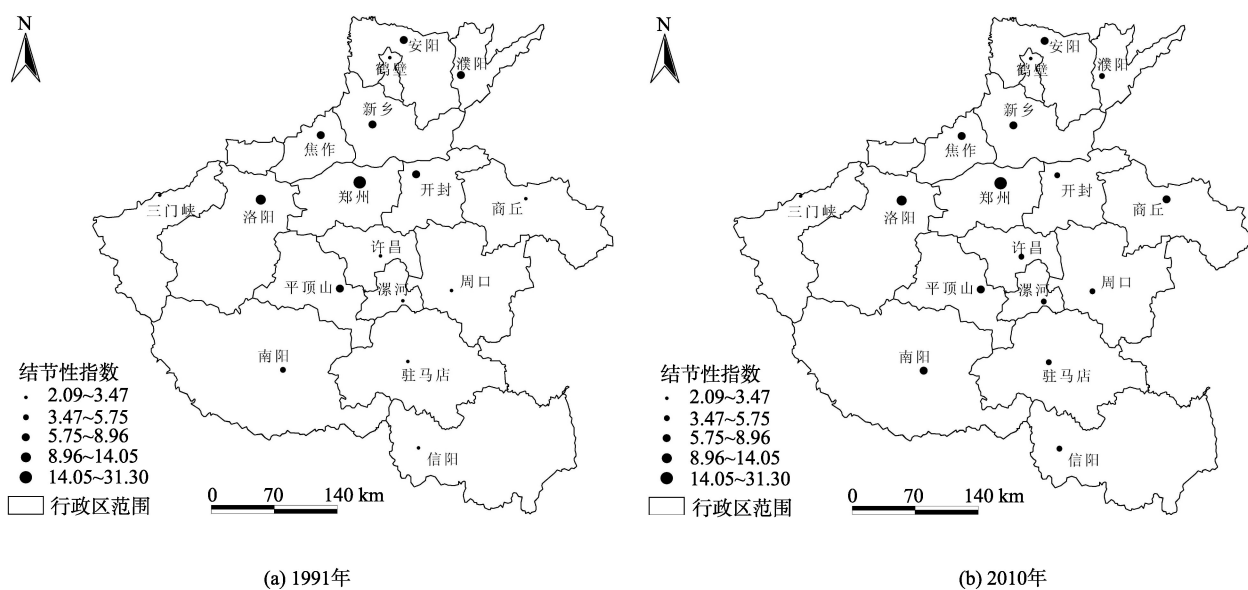 N
安阳
鹤壁
濮阳
新乡
焦作
三门峡
洛阳
郑州
开封
商丘
许昌
平顶山
漯河
周口
南阳
驻马店
信阳
结节性指数
2.09~3.47
3.47~5.75
5.75~8.96
8.96~14.05
14.05~31.30
行政区范围
0 70 140 km
(a) 1991年
N
安阳
鹤壁
濮阳
新乡
焦作
三门峡
洛阳
郑州
开封
商丘
许昌
平顶山
漯河
周口
南阳
驻马店
信阳
结节性指数
2.09~3.47
3.47~5.75
5.75~8.96
8.96~14.05
14.05~31.30
行政区范围
0 70 140 km
(b) 2010年